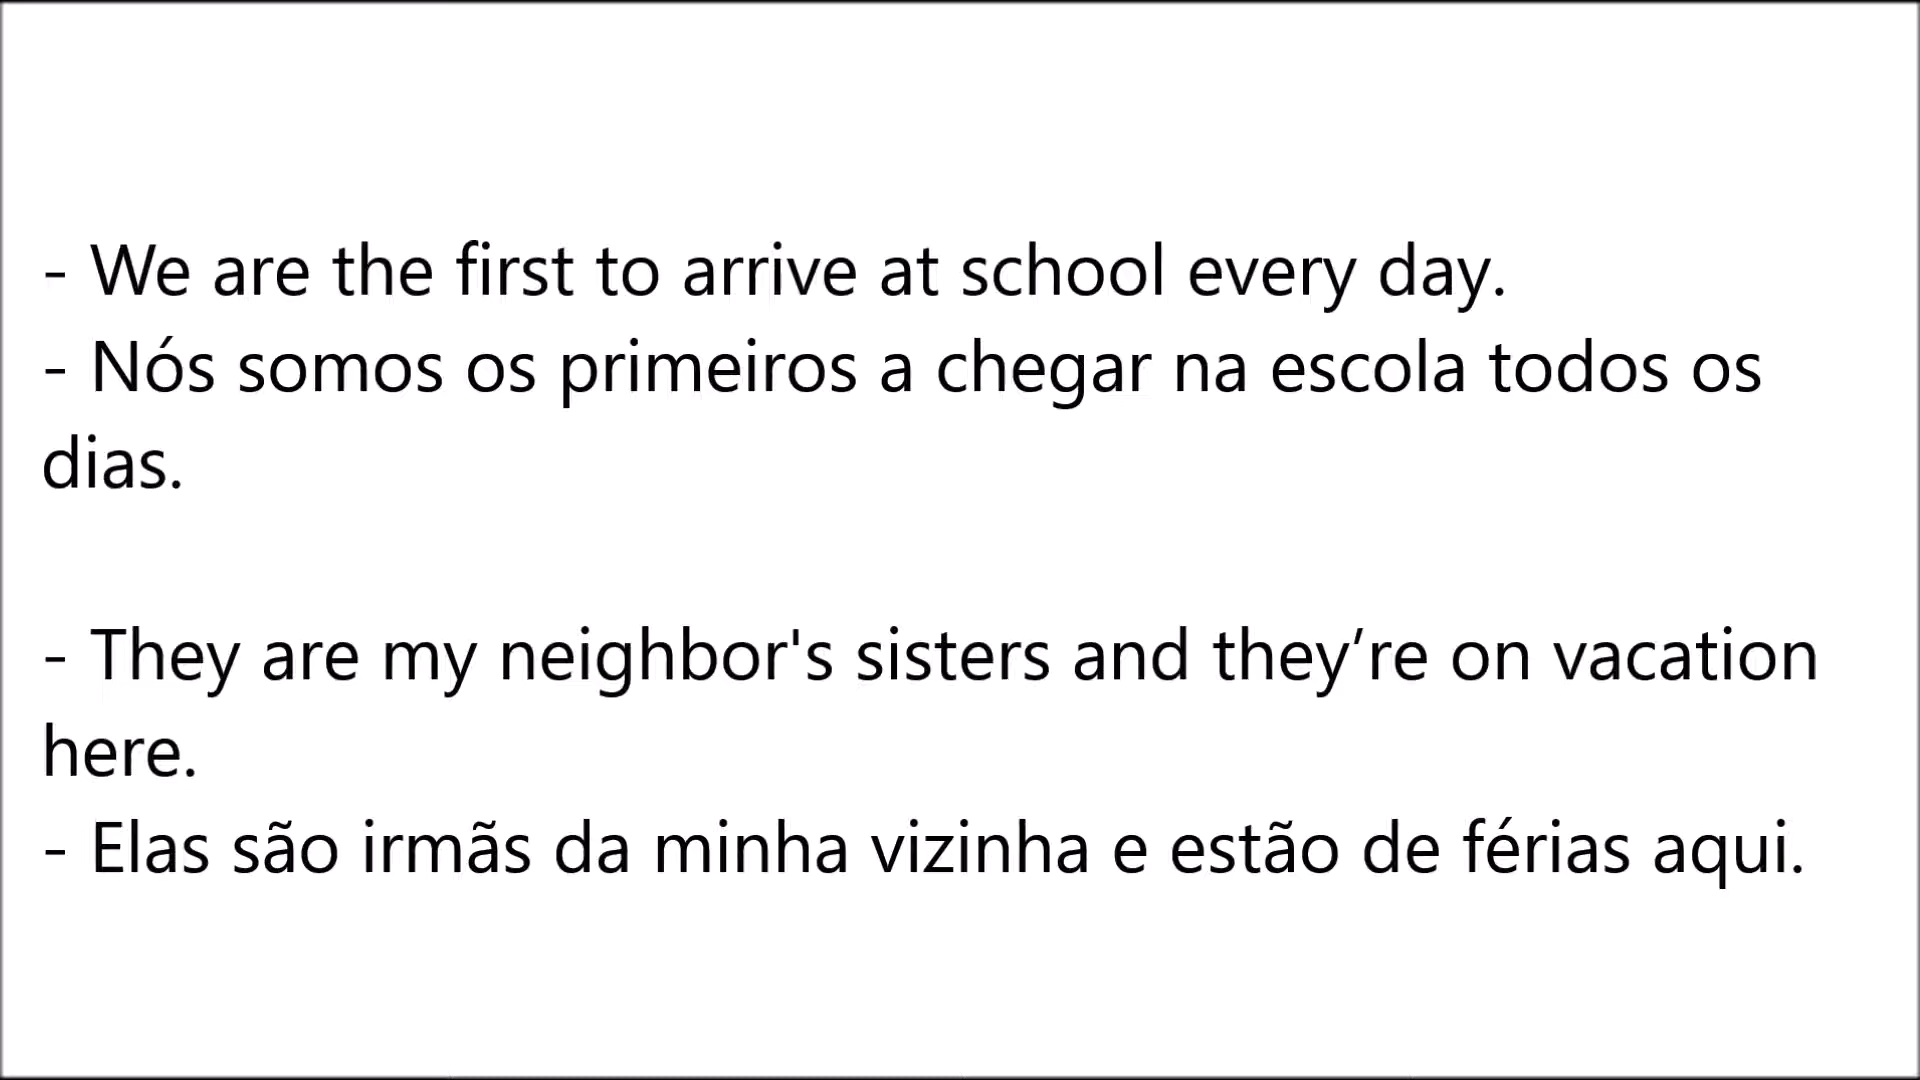 - We are the first to arrive at school every day.
- Nós somos os primeiros a chegar na escola todos os
dias.
- They are my neighbor's sisters and they’re on vacation
here.
- Elas são irmãs da minha vizinha e estão de férias aqui.